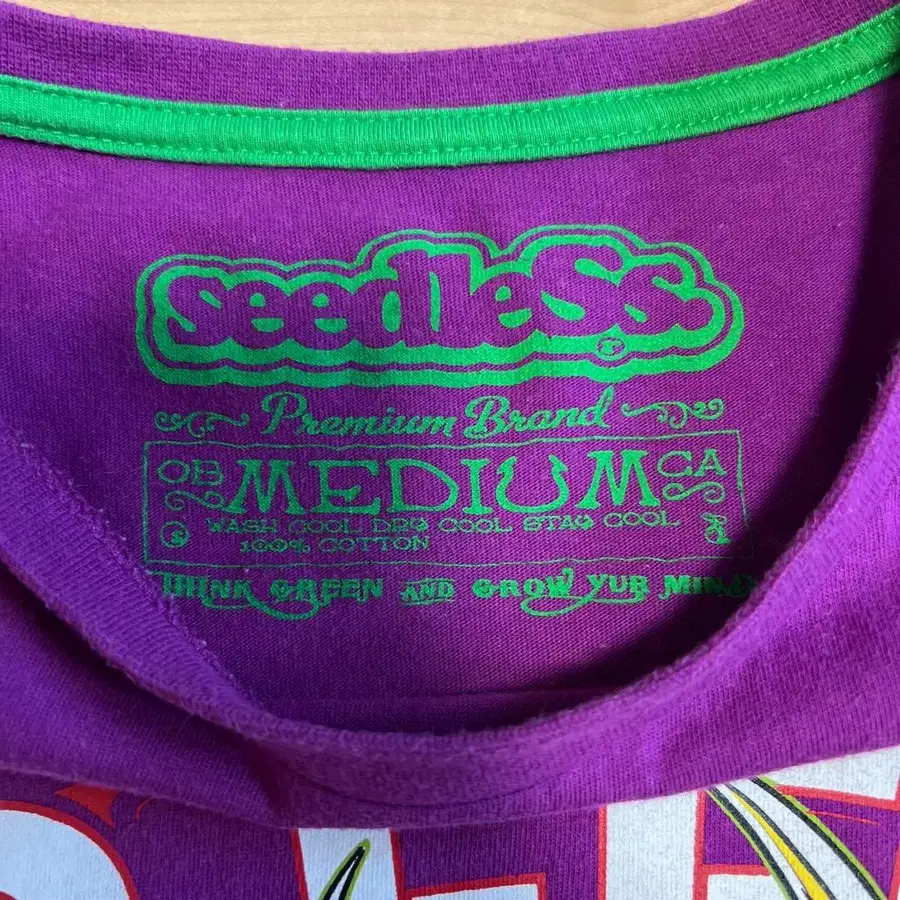 seedless
Premium Brand
OB MEDIUM CA
WASH COOL DRY COOL STAY COOL
100% COTTON
THINK GREEN AND GROW YUR MIND